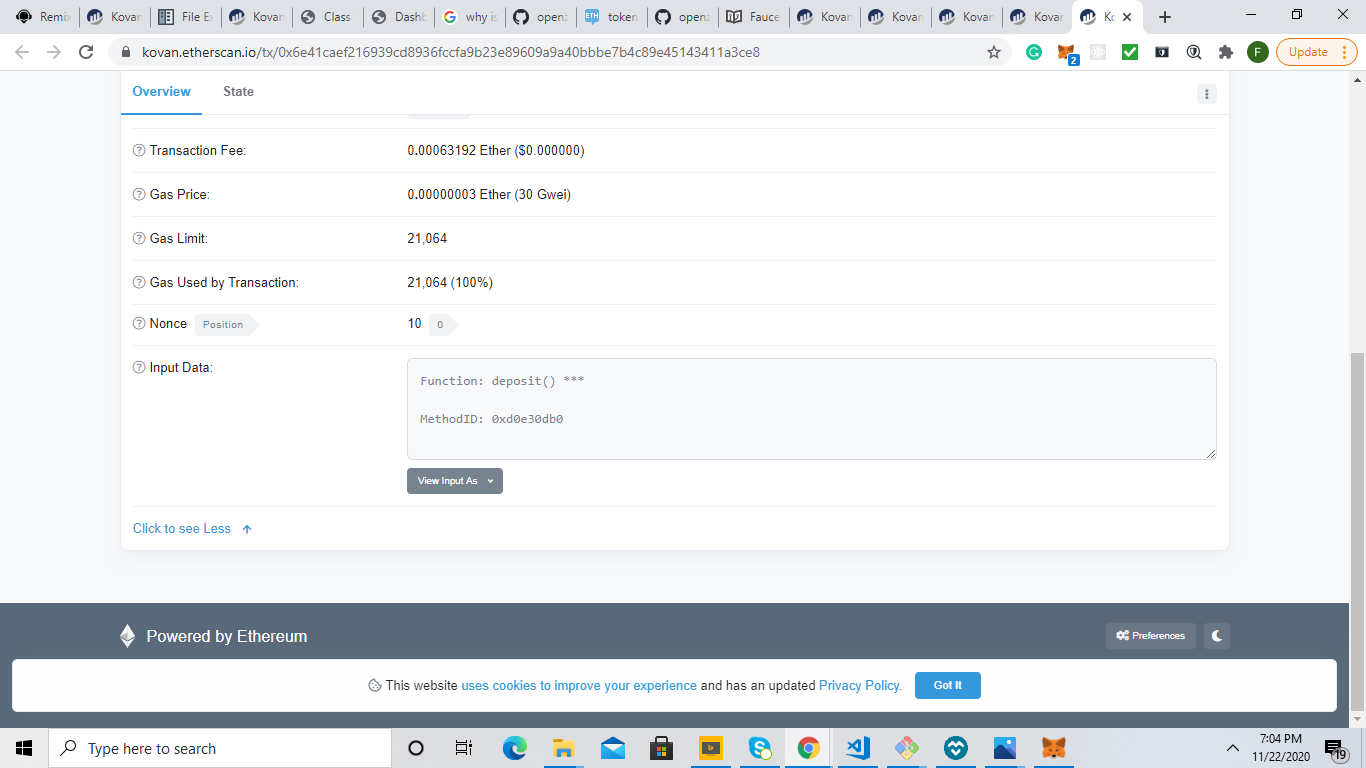 Remix
Kovan
File Ex
Kovan
Class
Dashb
why is
openz
token
openz
Fauce
Kovan
Kovan
Kovan
Kovan
Ko
kovan.etherscan.io/tx/0x6e41caef216939cd8936fccfa9b23e89609a9a40bbbe7b4c89e45143411a3ce8
2
F
Update
Overview
State
Transaction Fee:
0.00063192 Ether ($0.000000)
Gas Price:
0.00000003 Ether (30 Gwei)
Gas Limit:
21,064
Gas Used by Transaction:
21,064 (100%)
Nonce Position
10 0
Input Data:
Function: deposit() ***
MethodID: 0xd0e30db0
View Input As
Click to see Less
Powered by Ethereum
Preferences
This website uses cookies to improve your experience and has an updated Privacy Policy.
Got It
Type here to search
7:04 PM
11/22/2020
19